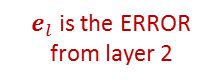 e_l is the ERROR
from layer 2